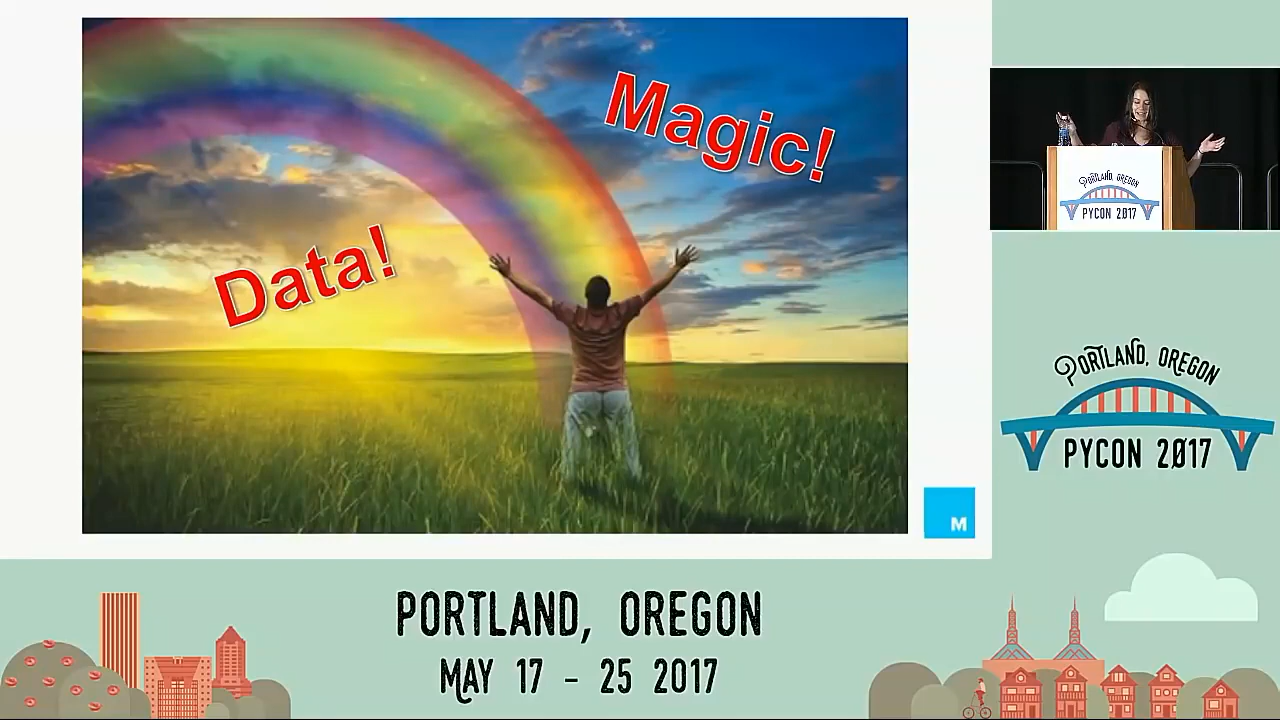 Magic!
Data!
M
PORTLAND, OREGON
PYCON 2017
PORTLAND, OREGON
PYCON 2017
PORTLAND, OREGON
MAY 17 - 25 2017